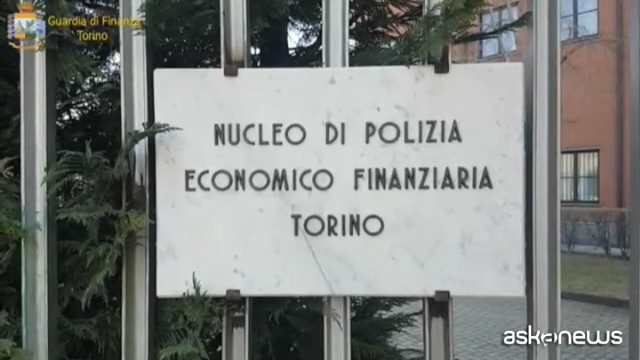 Guardia di Finanza
Torino
NUCLEO DI POLIZIA
ECONOMICO FINANZIARIA
TORINO
askanews